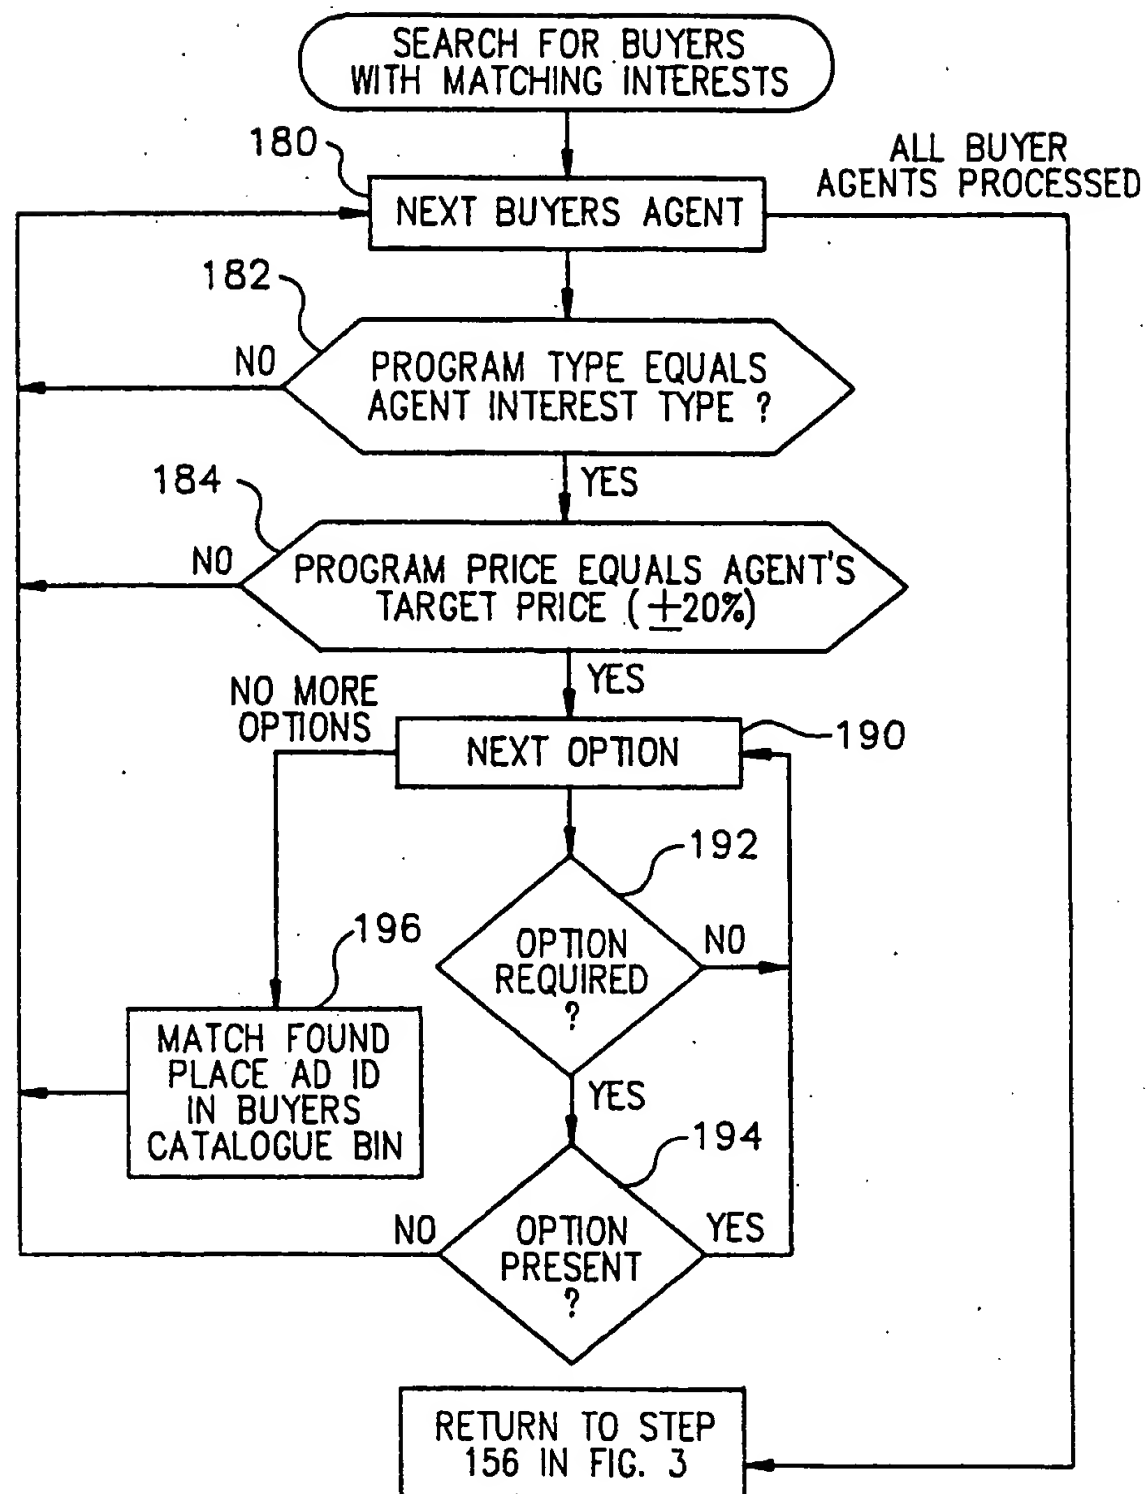 SEARCH FOR BUYERS
WITH MATCHING INTERESTS
180
NEXT BUYERS AGENT
ALL BUYER
AGENTS PROCESSED
182
NO
PROGRAM TYPE EQUALS
AGENT INTEREST TYPE ?
YES
184
NO
PROGRAM PRICE EQUALS AGENT'S
TARGET PRICE (±20%)
YES
NO MORE
OPTIONS
NEXT OPTION
190
192
OPTION
REQUIRED
?
NO
196
MATCH FOUND
PLACE AD ID
IN BUYERS
CATALOGUE BIN
YES
194
NO
OPTION
PRESENT
?
YES
RETURN TO STEP
156 IN FIG. 3